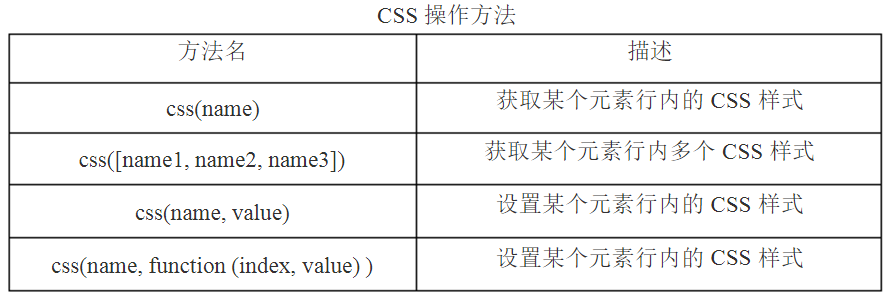 CSS 操作方法
方法名 描述
css(name) 获取某个元素行内的 CSS 样式
css([name1, name2, name3]) 获取某个元素行内多个 CSS 样式
css(name, value) 设置某个元素行内的 CSS 样式
css(name, function (index, value) ) 设置某个元素行内的 CSS 样式